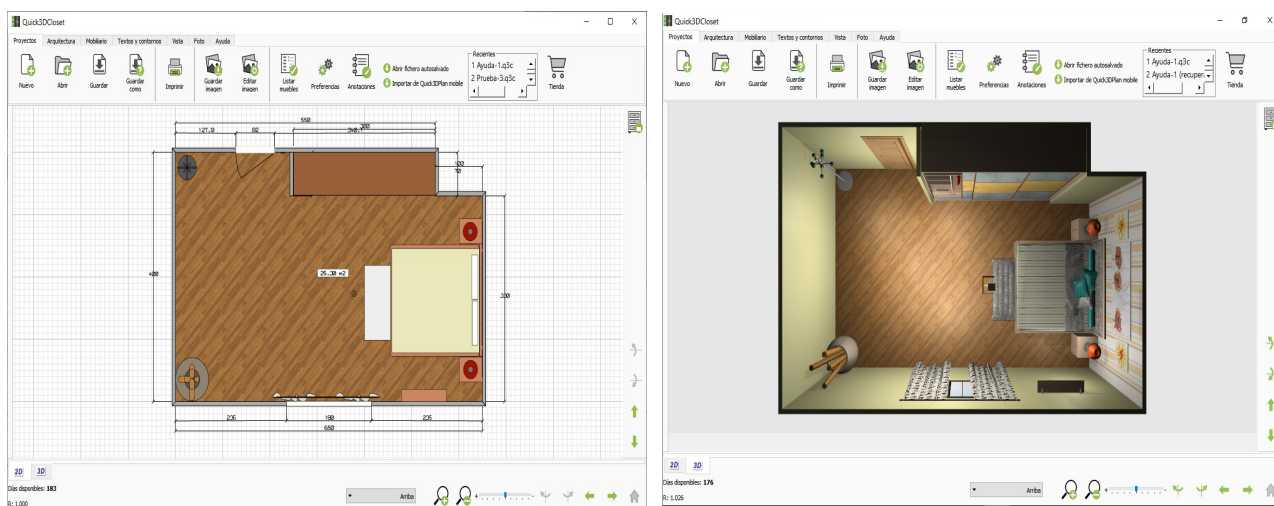 Quick3DCloset
Proyectos Arquitectura Mobiliario Textos y contornos Vista Foto Ayuda
Nuevo
Abrir
Guardar
Guardar
como
Imprimir
Guardar
imagen
Editar
imagen
Listar
muebles
Preferencias
Anotaciones
Abrir fichero autosalvado
Importar de Quick3DPlan mobile
Recientes
1 Ayuda-1.q3c
2 Prueba-3.q3c
Tienda
550
127.9
300
100
400
25.30 m2
235
180
235
650
2D 3D
Días disponibles: 183
R: 1.000
Arriba
Quick3DCloset
Proyectos Arquitectura Mobiliario Textos y contornos Vista Foto Ayuda
Nuevo
Abrir
Guardar
Guardar
como
Imprimir
Guardar
imagen
Editar
imagen
Listar
muebles
Preferencias
Anotaciones
Abrir fichero autosalvado
Importar de Quick3DPlan mobile
Recientes
1 Ayuda-1.q3c
2 Ayuda-1 (recuper
Tienda
2D 3D
Días disponibles: 176
R: 1.026
Arriba